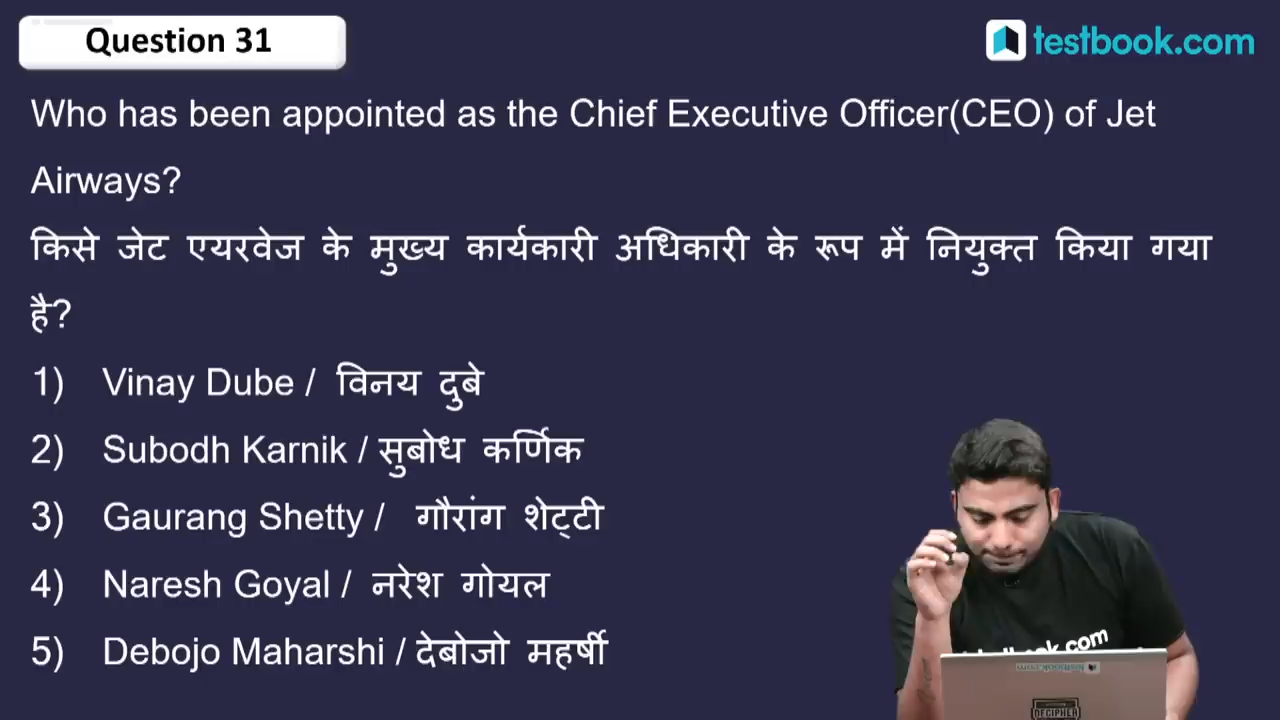 Question 31
testbook.com
Who has been appointed as the Chief Executive Officer(CEO) of Jet
Airways?
किसे जेट एयरवेज के मुख्य कार्यकारी अधिकारी के रूप में नियुक्त किया गया
है?
1) Vinay Dube / विनय दुबे
2) Subodh Karnik / सुबोध कर्णिक
3) Gaurang Shetty / गौरांग शेट्टी
4) Naresh Goyal / नरेश गोयल
5) Debojo Maharshi / देबोजो महर्षी
DECIPHER